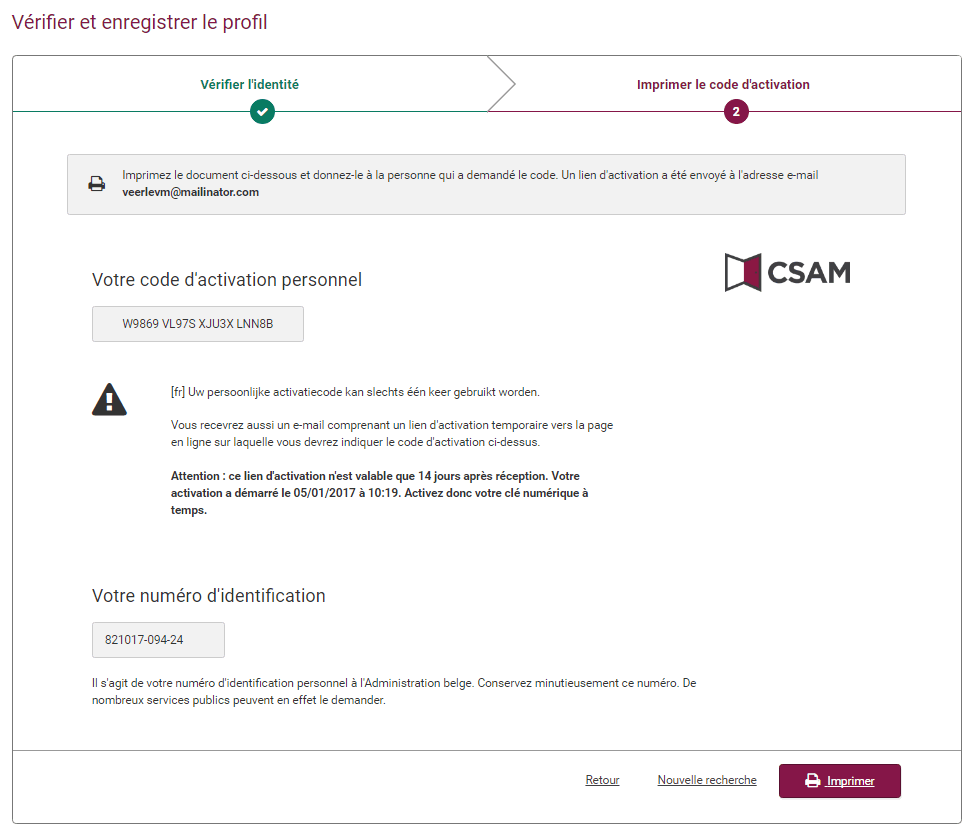 Vérifier et enregistrer le profil
Vérifier l'identité
Imprimer le code d'activation
2
Imprimez le document ci-dessous et donnez-le à la personne qui a demandé le code. Un lien d'activation a été envoyé à l'adresse e-mail
veerlevm@mailinator.com
CSAM
Votre code d'activation personnel
W9869 VL97S XJU3X LNN8B
[fr] Uw persoonlijke activatiecode kan slechts één keer gebruikt worden.
Vous recevrez aussi un e-mail comprenant un lien d'activation temporaire vers la page
en ligne sur laquelle vous devrez indiquer le code d'activation ci-dessus.
Attention : ce lien d'activation n'est valable que 14 jours après réception. Votre
activation a démarré le 05/01/2017 à 10:19. Activez donc votre clé numérique à
temps.
Votre numéro d'identification
821017-094-24
Il s'agit de votre numéro d'identification personnel à l'Administration belge. Conservez minutieusement ce numéro. De
nombreux services publics peuvent en effet le demander.
Retour
Nouvelle recherche
Imprimer